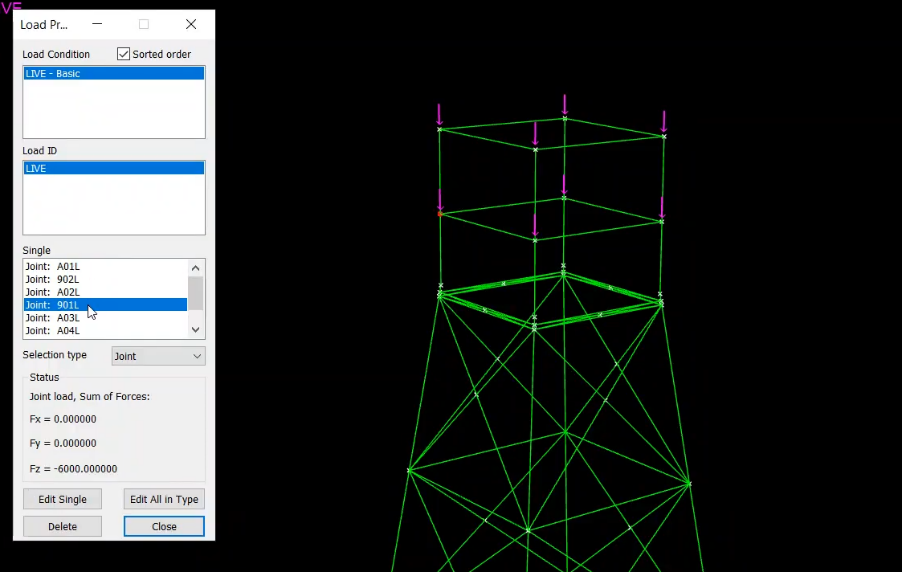 VE
Load Pr...
Load Condition
Sorted order
LIVE - Basic
Load ID
LIVE
Single
Joint: A01L
Joint: 902L
Joint: A02L
Joint: 901L
Joint: A03L
Joint: A04L
Selection type
Joint
Status
Joint load, Sum of Forces:
Fx = 0.000000
Fy = 0.000000
Fz = -6000.000000
Edit Single
Edit All in Type
Delete
Close